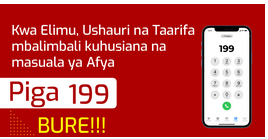 Kwa Elimu, Ushauri na Taarifa
mbalimbali kuhusiana na
masuala ya Afya
Piga 199
BURE!!!
199